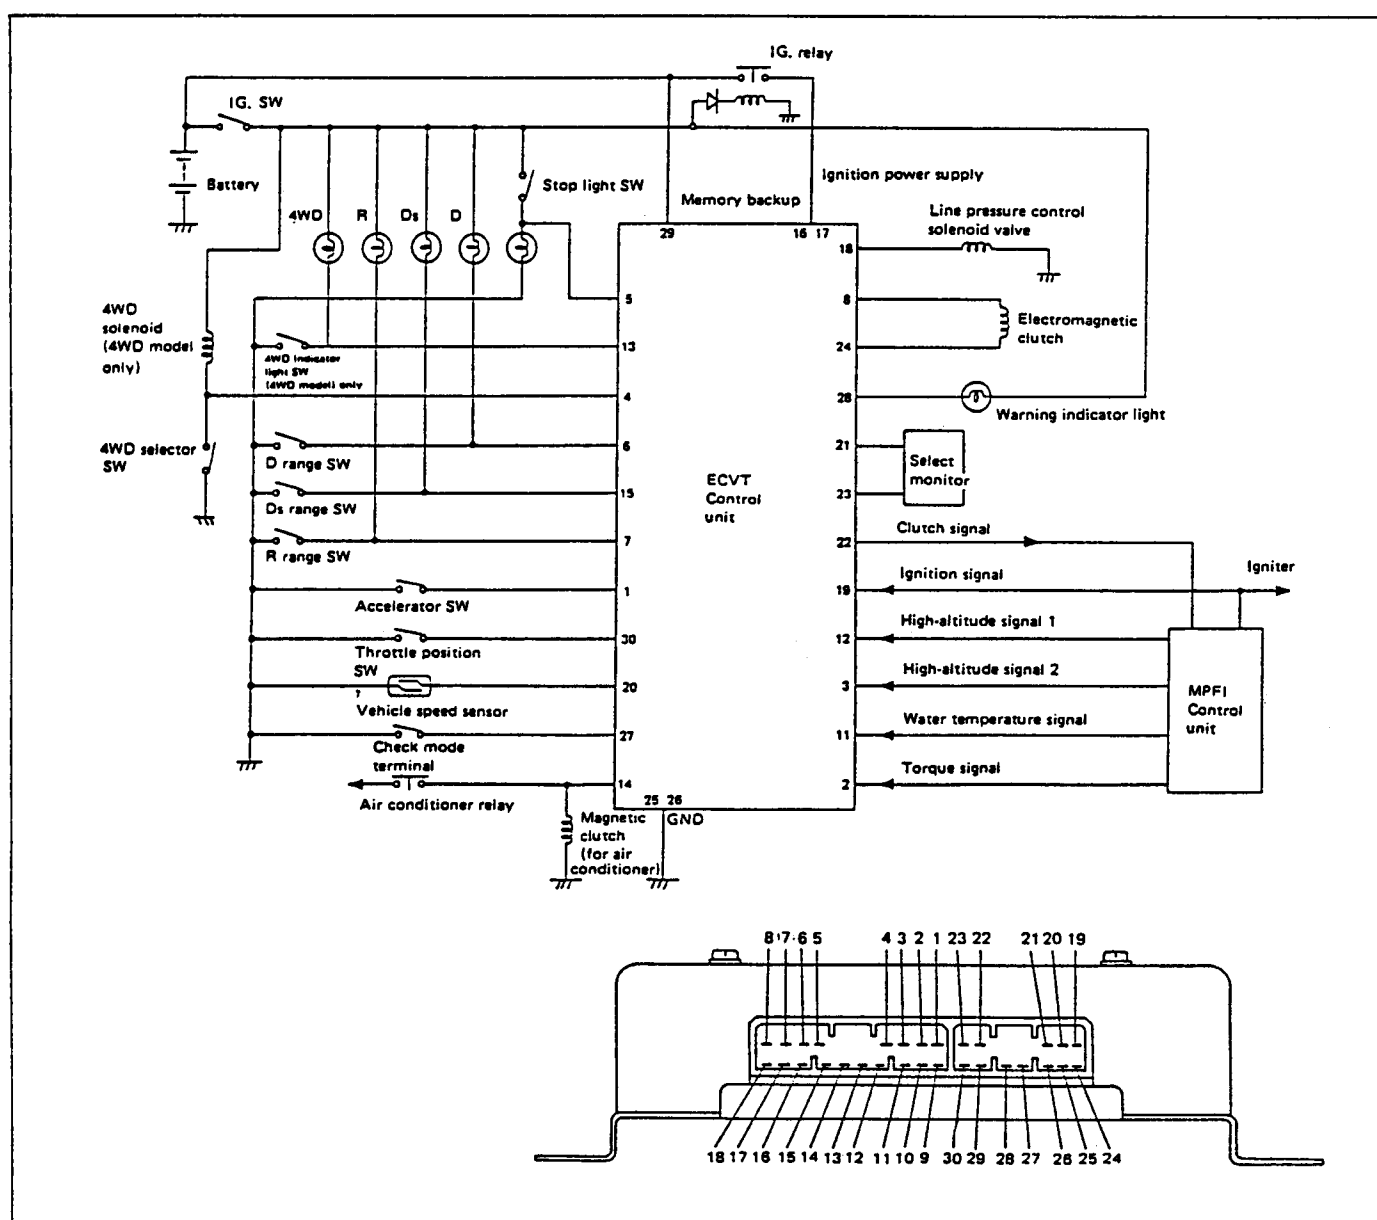 IG. relay
IG. SW
Battery
Stop light SW
Memory backup
Ignition power supply
4WD R Ds D
Line pressure control
solenoid valve
29
16 17
18
5
8
4WD
solenoid
(4WD model
only)
Electromagnetic
clutch
4WD indicator
light SW
(4WD model) only
13
24
4
28
Warning indicator light
4WD selector
SW
D range SW
6
21
Select
monitor
ECVT
Control
unit
Ds range SW
15
23
Clutch signal
R range SW
7
22
Igniter
Ignition signal
Accelerator SW
1
19
High-altitude signal 1
Throttle position
SW
30
12
High-altitude signal 2
20
3
MPFI
Control
unit
Vehicle speed sensor
Water temperature signal
Check mode
terminal
27
11
Torque signal
14
2
Air conditioner relay
25 26
GND
Magnetic
clutch
(for air
conditioner)
8 7 6 5 4 3 2 1 23 22 21 20 19
18 17 16 15 14 13 12 11 10 9 30 29 28 27 26 25 24